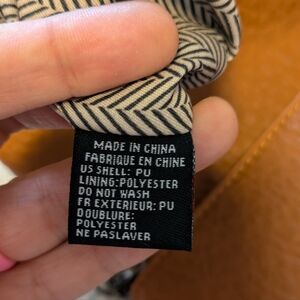 MADE IN CHINA
FABRIQUE EN CHINE
US SHELL: PU
LINING:POLYESTER
DO NOT WASH
FR EXTERIEUR: PU
DOUBLURE:
POLYESTER
NE PASLAVER